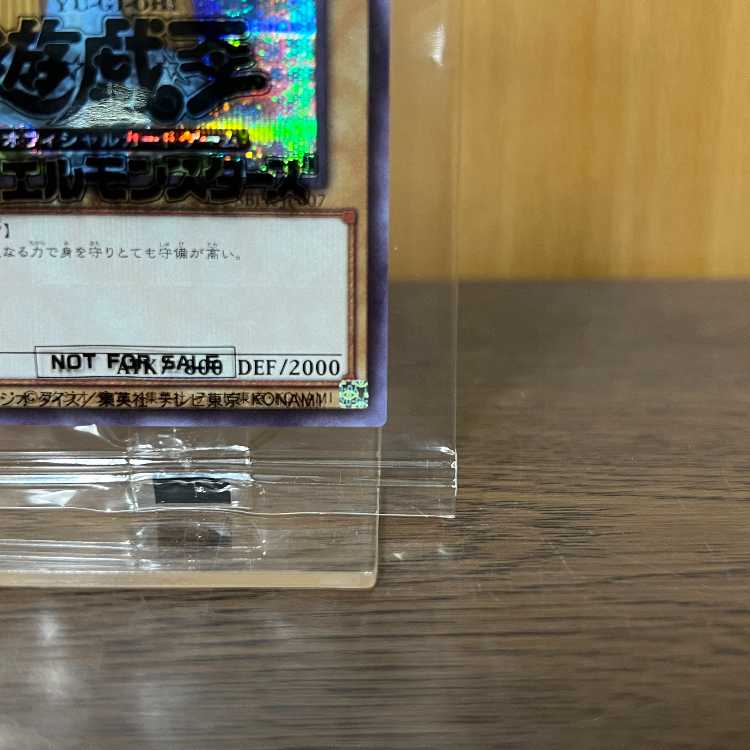 YU-GI-OH!
遊戯王
オフィシャルカードゲーム
エルモンスターズ
】
なる力で身を守りとても守備が高い。
NOT FOR SALE
ATK/ 800 DEF/2000
ジオ・ダイス/集英社・テレビ東京・KONAMI